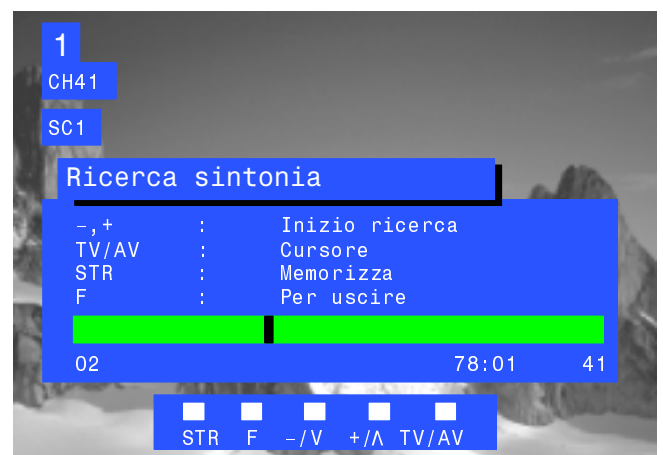 1
CH41
SC1
Ricerca sintonia
–,+ : Inizio ricerca
TV/AV : Cursore
STR : Memorizza
F : Per uscire
02 78:01 41
STR F –/V +/Λ TV/AV